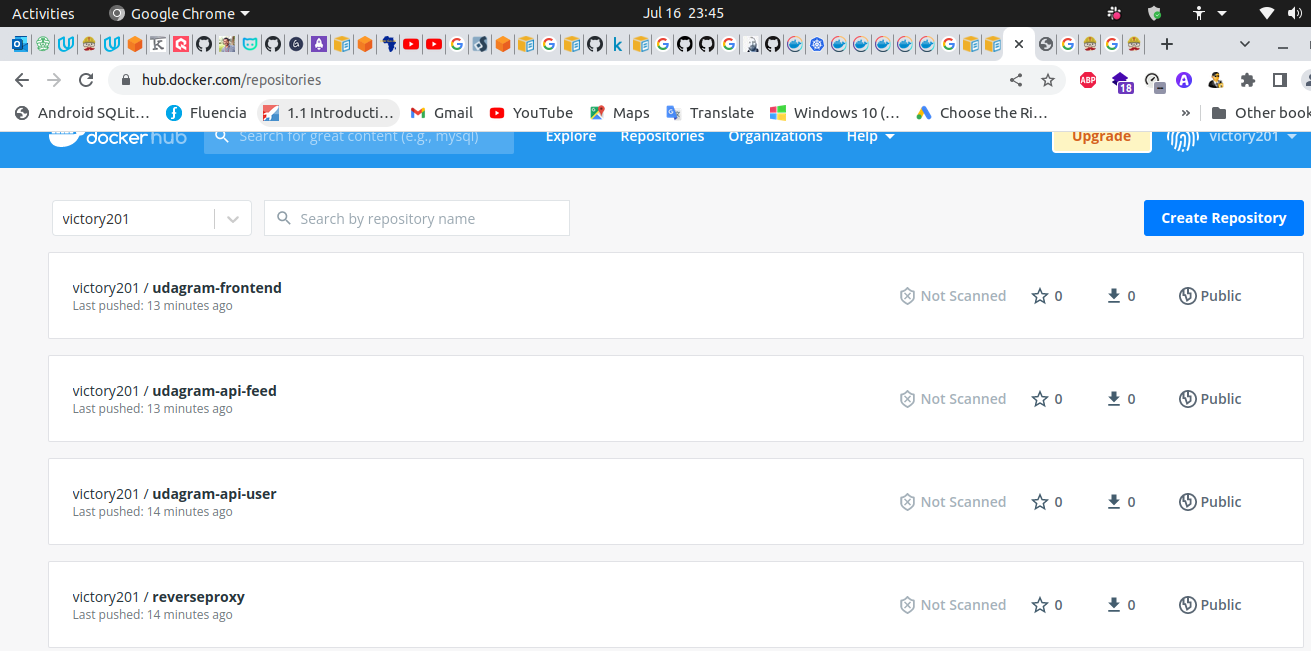 Activities Google Chrome Jul 16 23:45
hub.docker.com/repositories ABP 18
Android SQLit... Fluencia 1.1 Introducti... Gmail YouTube Maps Translate Windows 10 (... Choose the Ri... » Other book
docker hub Search for great content (e.g., mysql) Explore Repositories Organizations Help Upgrade victory201
victory201 Search by repository name Create Repository
victory201 / udagram-frontend
Last pushed: 13 minutes ago
Not Scanned 0 0 Public
victory201 / udagram-api-feed
Last pushed: 13 minutes ago
Not Scanned 0 0 Public
victory201 / udagram-api-user
Last pushed: 14 minutes ago
Not Scanned 0 0 Public
victory201 / reverseproxy
Last pushed: 14 minutes ago
Not Scanned 0 0 Public